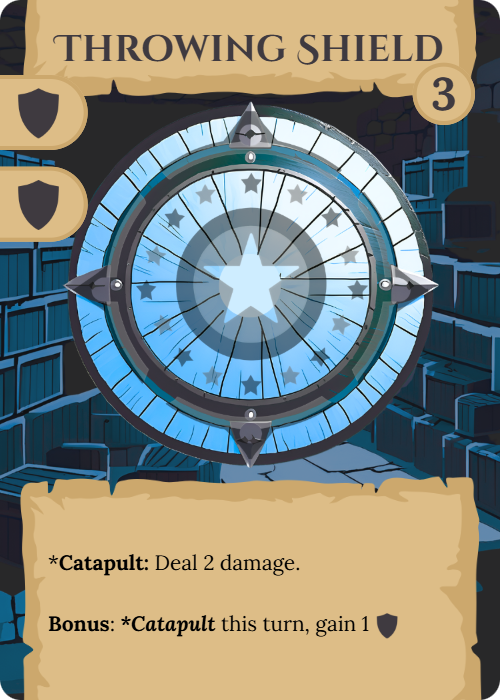 Throwing Shield
3
*Catapult: Deal 2 damage.
Bonus: *Catapult this turn, gain 1